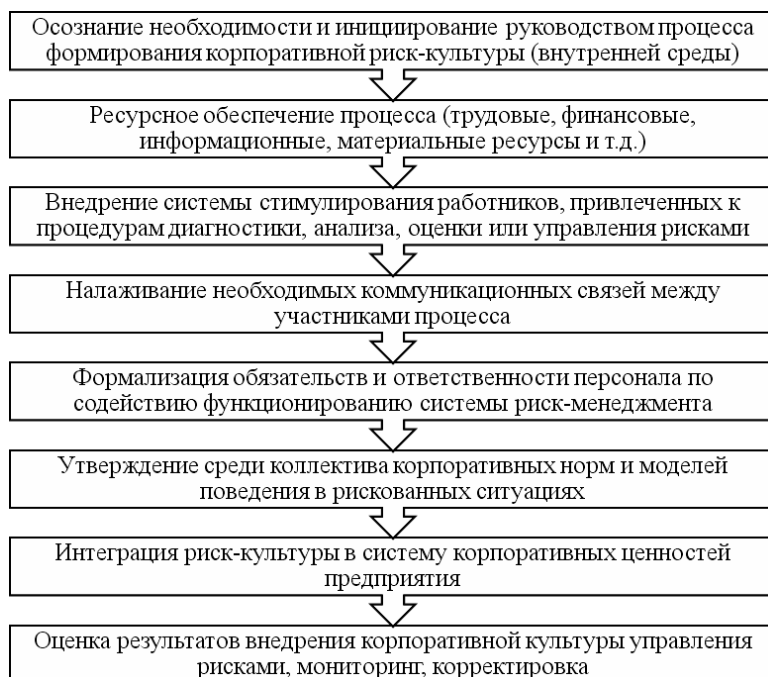 Осознание необходимости и инициирование руководством процесса
формирования корпоративной риск-культуры (внутренней среды)
Ресурсное обеспечение процесса (трудовые, финансовые,
информационные, материальные ресурсы и т.д.)
Внедрение системы стимулирования работников, привлеченных к
процедурам диагностики, анализа, оценки или управления рисками
Налаживание необходимых коммуникационных связей между
участниками процесса
Формализация обязательств и ответственности персонала по
содействию функционированию системы риск-менеджмента
Утверждение среди коллектива корпоративных норм и моделей
поведения в рискованных ситуациях
Интеграция риск-культуры в систему корпоративных ценностей
предприятия
Оценка результатов внедрения корпоративной культуры управления
рисками, мониторинг, корректировка